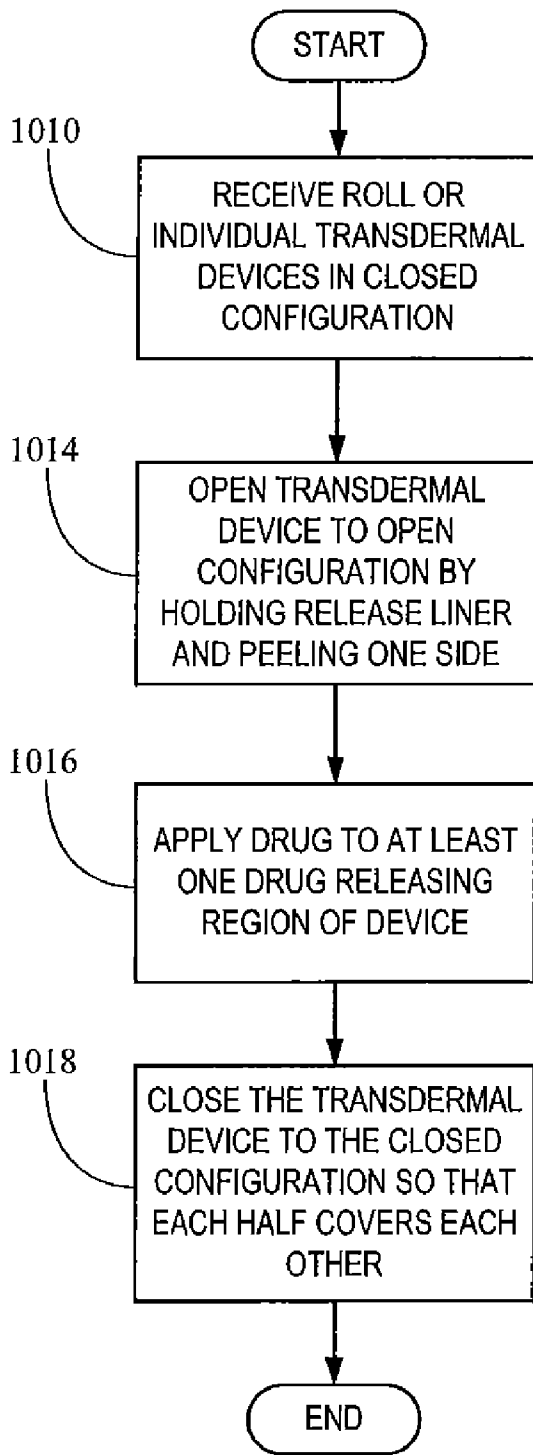 START
1010
RECEIVE ROLL OR
INDIVIDUAL TRANSDERMAL
DEVICES IN CLOSED
CONFIGURATION
1014
OPEN TRANSDERMAL
DEVICE TO OPEN
CONFIGURATION BY
HOLDING RELEASE LINER
AND PEELING ONE SIDE
1016
APPLY DRUG TO AT LEAST
ONE DRUG RELEASING
REGION OF DEVICE
1018
CLOSE THE TRANSDERMAL
DEVICE TO THE CLOSED
CONFIGURATION SO THAT
EACH HALF COVERS EACH
OTHER
END